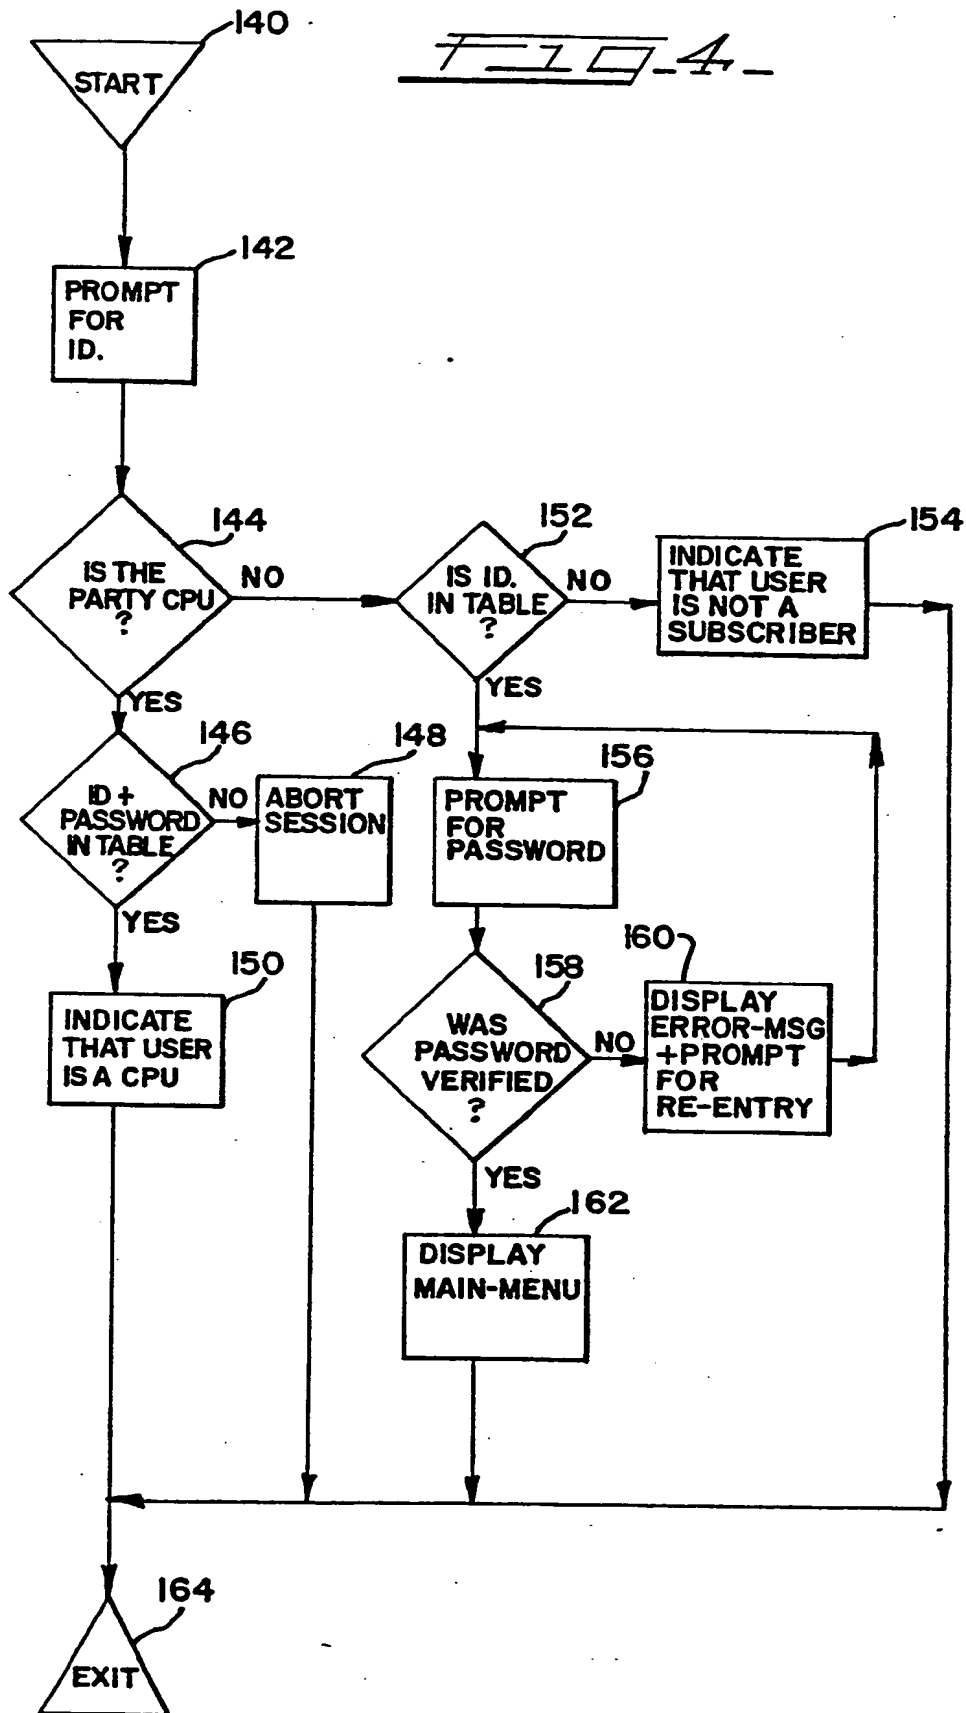 Fig-4-
140
START
142
PROMPT
FOR
ID.
144
IS THE
PARTY CPU
?
NO
YES
152
IS ID.
IN TABLE
?
NO
YES
154
INDICATE
THAT USER
IS NOT A
SUBSCRIBER
146
ID +
PASSWORD
IN TABLE
?
NO
YES
148
ABORT
SESSION
156
PROMPT
FOR
PASSWORD
150
INDICATE
THAT USER
IS A CPU
158
WAS
PASSWORD
VERIFIED
?
NO
YES
160
DISPLAY
ERROR-MSG
+PROMPT
FOR
RE-ENTRY
162
DISPLAY
MAIN-MENU
164
EXIT